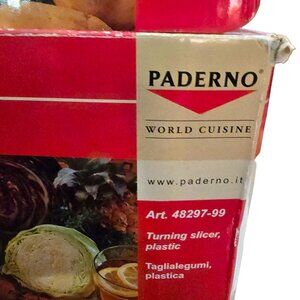 PADERNO®
WORLD CUISINE
www.paderno.it
Art. 48297-99
Turning slicer,
plastic
Taglialegumi,
plastica